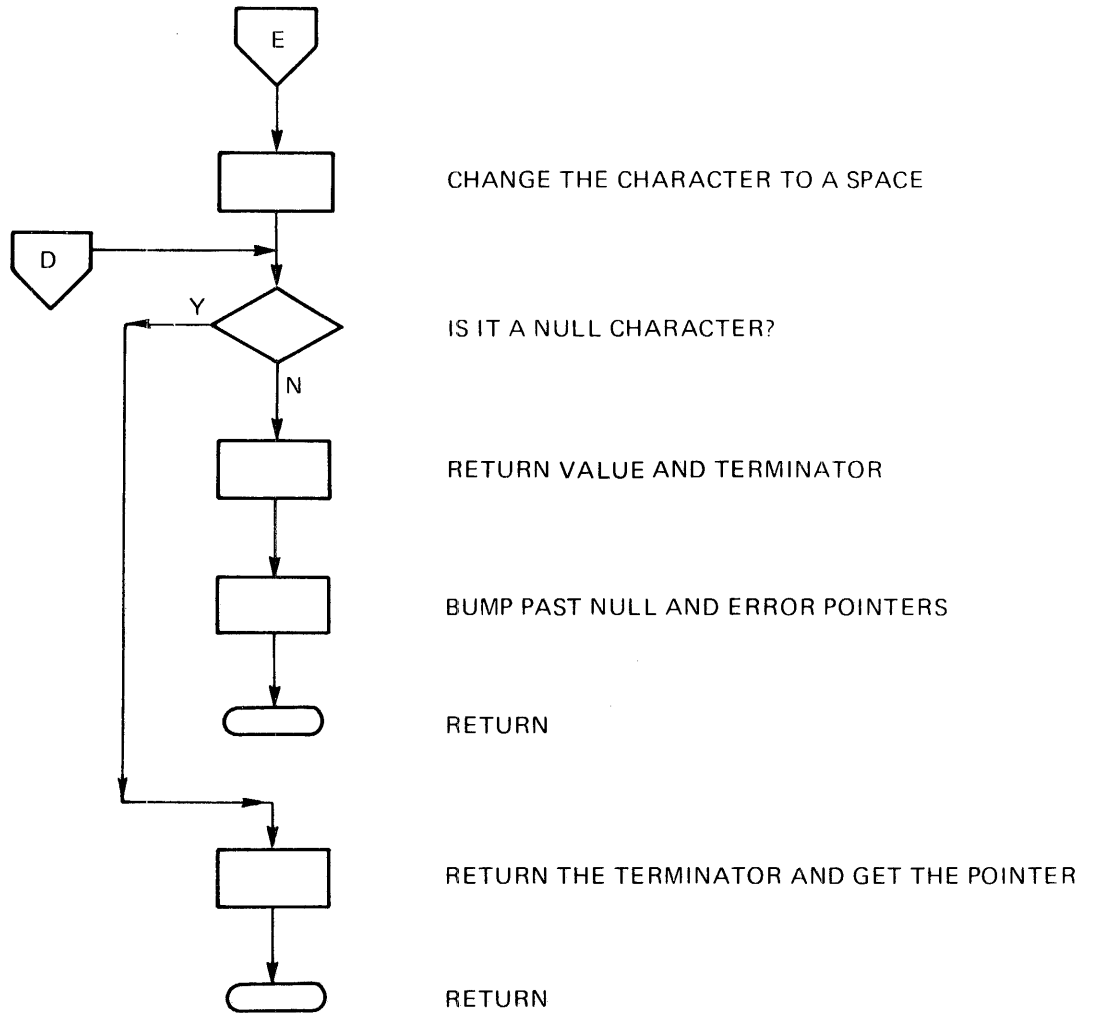 E
CHANGE THE CHARACTER TO A SPACE
D
Y
IS IT A NULL CHARACTER?
N
RETURN VALUE AND TERMINATOR
BUMP PAST NULL AND ERROR POINTERS
RETURN
RETURN THE TERMINATOR AND GET THE POINTER
RETURN